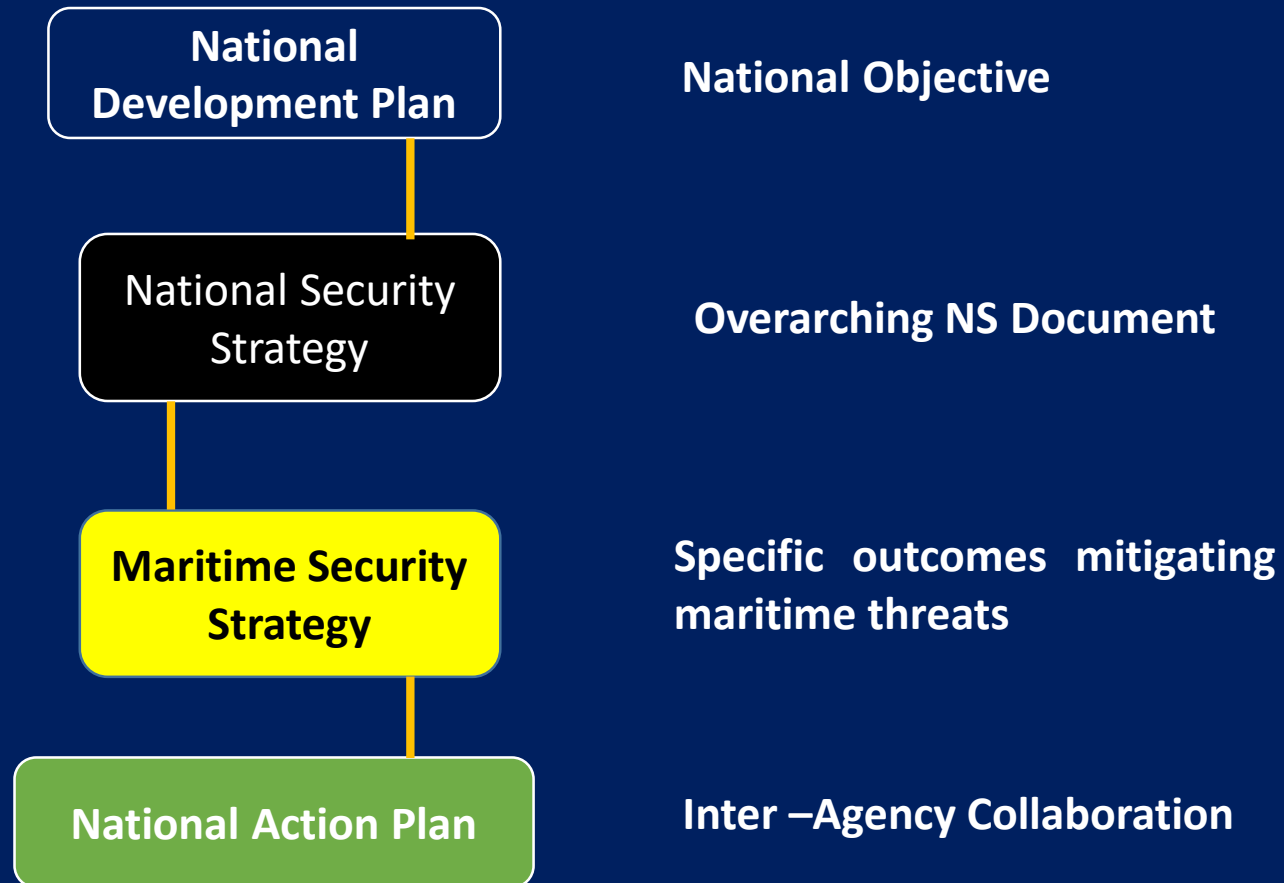 National
Development Plan
National Objective
National Security
Strategy
Overarching NS Document
Maritime Security
Strategy
Specific outcomes mitigating
maritime threats
National Action Plan
Inter –Agency Collaboration